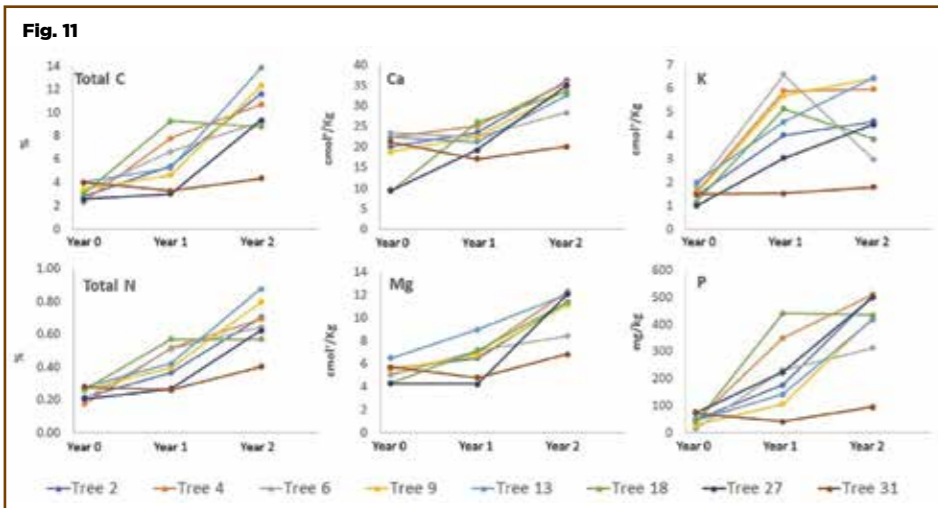 Fig. 11
Total C
14
12
10
8
6
4
2
0
%
Year 0 Year 1 Year 2
Ca
40
35
30
25
20
15
10
5
0
cmol⁺/Kg
Year 0 Year 1 Year 2
K
7
6
5
4
3
2
1
0
cmol⁺/Kg
Year 0 Year 1 Year 2
Total N
1.00
0.80
0.60
0.40
0.20
0.00
%
Year 0 Year 1 Year 2
Mg
14
12
10
8
6
4
2
0
cmol⁺/Kg
Year 0 Year 1 Year 2
P
600
500
400
300
200
100
0
mg/kg
Year 0 Year 1 Year 2
Tree 2 Tree 4 Tree 6 Tree 9 Tree 13 Tree 18 Tree 27 Tree 31